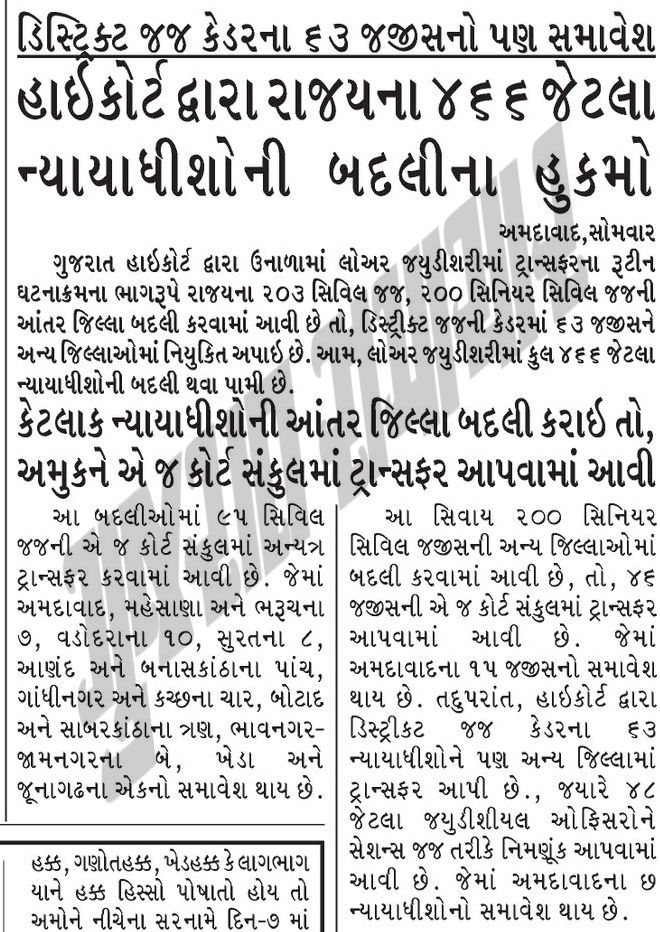 ડિસ્ટ્રિક્ટ જજ કેડરના ૬૩ જજીસનો પણ સમાવેશ
હાઇકોર્ટ દ્વારા રાજયના ૪૬૬ જેટલા
ન્યાયાધીશોની બદલીના હુકમો
અમદાવાદ,સોમવાર
ગુજરાત હાઇકોર્ટ દ્વારા ઉનાળામાં લોઅર જયુડીશરીમાં ટ્રાન્સફરના રૂટીન
ઘટનાક્રમના ભાગરૂપે રાજયના ૨૦૩ સિવિલ જજ, ૨૦૦ સિનિયર સિવિલ જજની
આંતર જિલ્લા બદલી કરવામાં આવી છે તો, ડિસ્ટ્રીકટ જજની કેડરમાં ૬૩ જજીસને
અન્ય જિલ્લાઓમાં નિયુકિત અપાઇ છે. આમ, લોઅર જયુડીશરીમાં કુલ ૪૬૬ જેટલા
ન્યાયાધીશોની બદલી થવા પામી છે.
કેટલાક ન્યાયાધીશોની આંતર જિલ્લા બદલી કરાઇ તો,
અમુકને એ જ કોર્ટ સંકુલમાં ટ્રાન્સફર આપવામાં આવી
આ બદલીઓમાં ૯૫ સિવિલ
જજની એ જ કોર્ટ સંકુલમાં અન્યત્ર
ટ્રાન્સફર કરવામાં આવી છે. જેમાં
અમદાવાદ, મહેસાણા અને ભરૂચના
૭, વડોદરાના ૧૦, સુરતના ૮,
આણંદ અને બનાસકાંઠાના પાંચ,
ગાંધીનગર અને કચ્છના ચાર, બોટાદ
અને સાબરકાંઠાના ત્રણ, ભાવનગર-
જામનગરના બે, ખેડા અને
જૂનાગઢના એકનો સમાવેશ થાય છે.
આ સિવાય ૨૦૦ સિનિયર
સિવિલ જજીસની અન્ય જિલ્લાઓમાં
બદલી કરવામાં આવી છે, તો, ૪૬
જજીસની એ જ કોર્ટ સંકુલમાં ટ્રાન્સફર
આપવામાં આવી છે. જેમાં
અમદાવાદના ૧૫ જજીસનો સમાવેશ
થાય છે. તદુપરાંત, હાઇકોર્ટ દ્વારા
ડિસ્ટ્રીકટ જજ કેડરના ૬૩
ન્યાયાધીશોને પણ અન્ય જિલ્લામાં
ટ્રાન્સફર આપી છે., જયારે ૪૮
જેટલા જયુડીશીયલ ઓફિસરોને
સેશન્સ જજ તરીકે નિમણૂંક આપવામાં
આવી છે. જેમાં અમદાવાદના છ
ન્યાયાધીશોનો સમાવેશ થાય છે.
હક્ક, ગણોતહક્ક, ખેડહક્ક કે લાગભાગ
યાને હક્ક હિસ્સો પોષાતો હોય તો
અમોને નીચેના સરનામે દિન-૭ માં
ગુજરાત સમાચાર